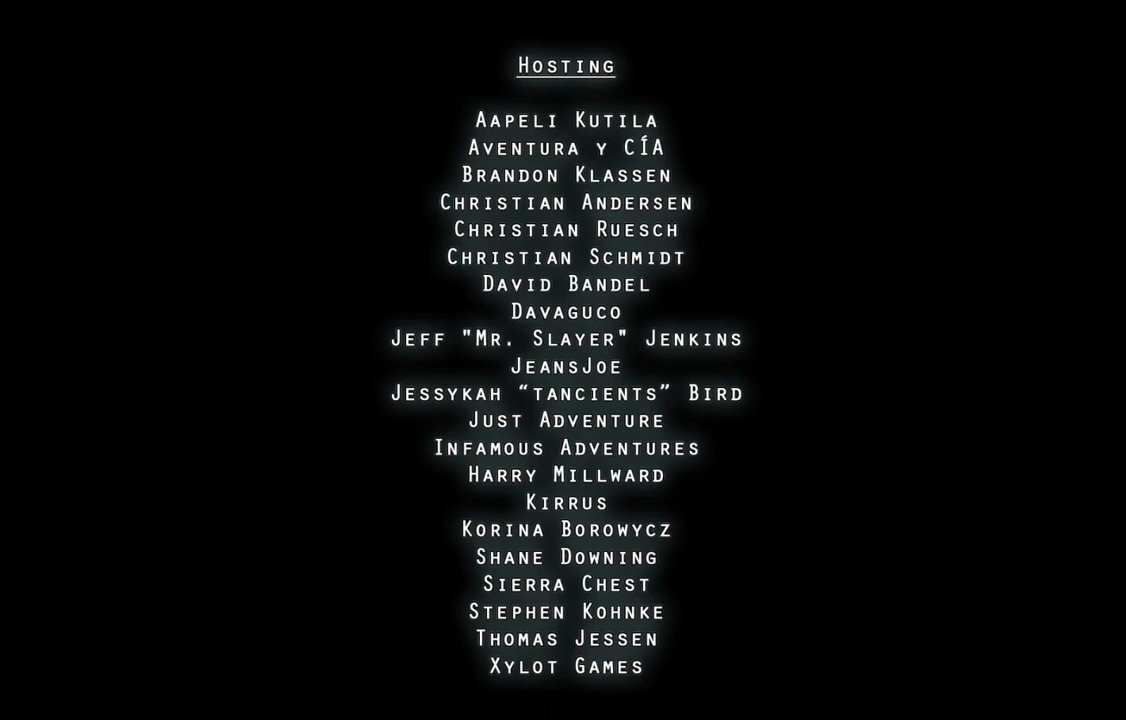 Hosting
Aapeli Kutila
Aventura y CÍA
Brandon Klassen
Christian Andersen
Christian Ruesch
Christian Schmidt
David Bandel
Davaguco
Jeff "Mr. Slayer" Jenkins
JeansJoe
Jessykah “tancients” Bird
Just Adventure
Infamous Adventures
Harry Millward
Kirrus
Korina Borowycz
Shane Downing
Sierra Chest
Stephen Kohnke
Thomas Jessen
Xylot Games